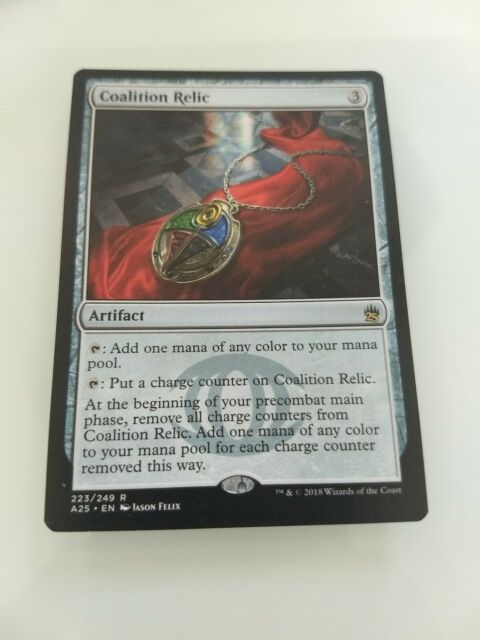 Coalition Relic 3
Artifact
25
: Add one mana of any color to your mana
pool.
: Put a charge counter on Coalition Relic.
At the beginning of your precombat main
phase, remove all charge counters from
Coalition Relic. Add one mana of any color
to your mana pool for each charge counter
removed this way.
223/249 R
A25 • EN JASON FELIX
™ & © 2018 Wizards of the Coast